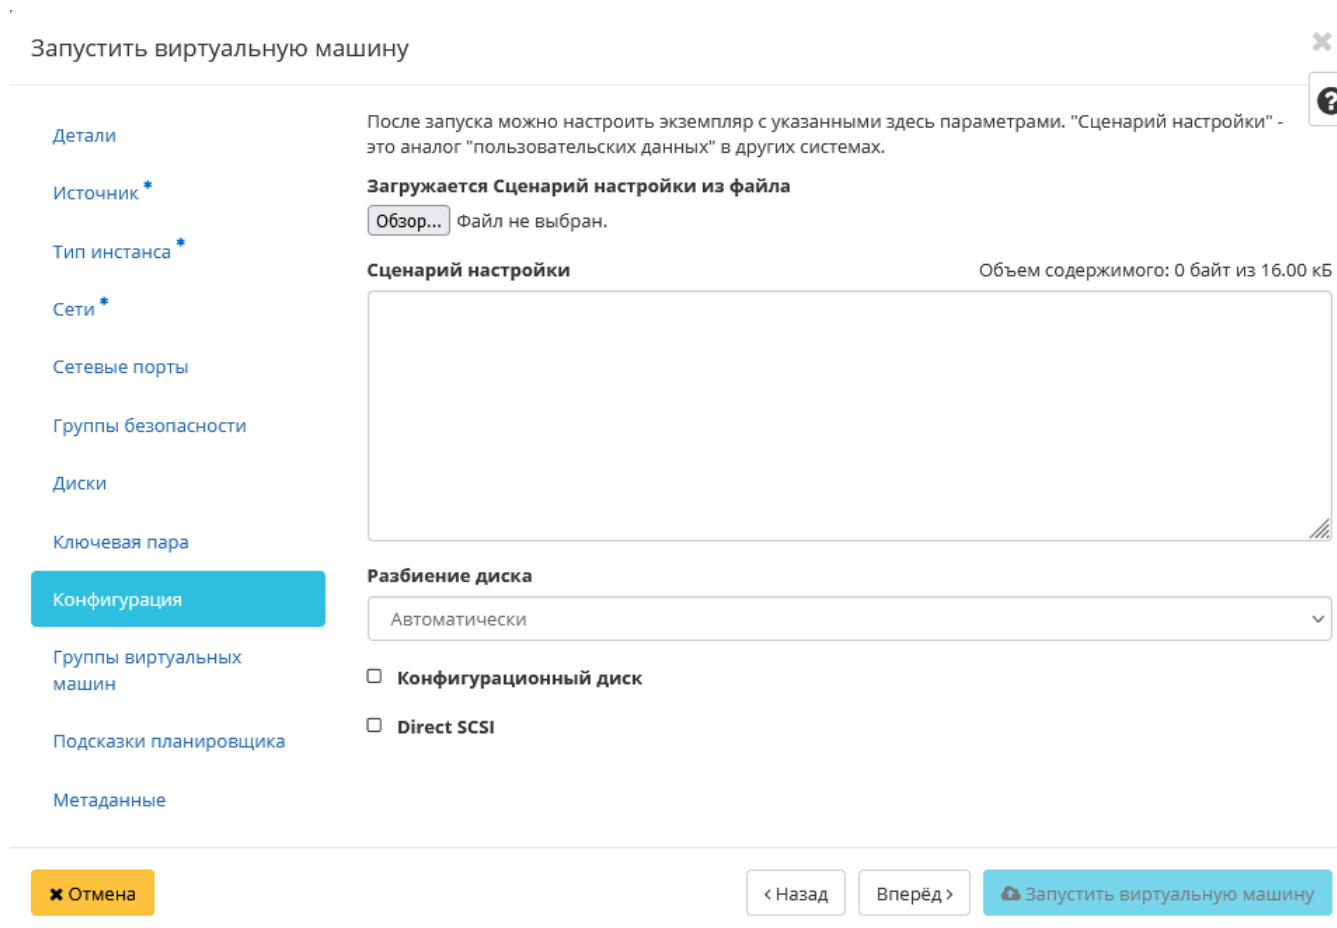 Запустить виртуальную машину
Детали
Источник *
Тип инстанса *
Сети *
Сетевые порты
Группы безопасности
Диски
Ключевая пара
Конфигурация
Группы виртуальных
машин
Подсказки планировщика
Метаданные
После запуска можно настроить экземпляр с указанными здесь параметрами. "Сценарий настройки" -
это аналог "пользовательских данных" в других системах.
Загружается Сценарий настройки из файла
Обзор... Файл не выбран.
Сценарий настройки Объем содержимого: 0 байт из 16.00 кБ
Разбиение диска
Автоматически
Конфигурационный диск
Direct SCSI
Отмена
Назад
Вперёд
Запустить виртуальную машину